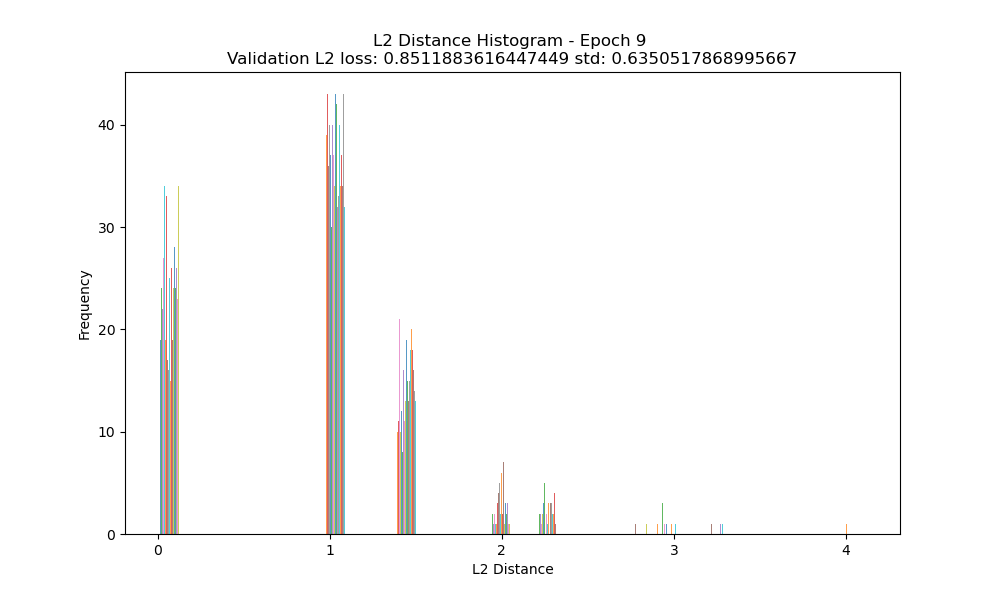 L2 Distance Histogram - Epoch 9
Validation L2 loss: 0.8511883616447449 std: 0.6350517868995667
Frequency
40
30
20
10
0
0 1 2 3 4
L2 Distance